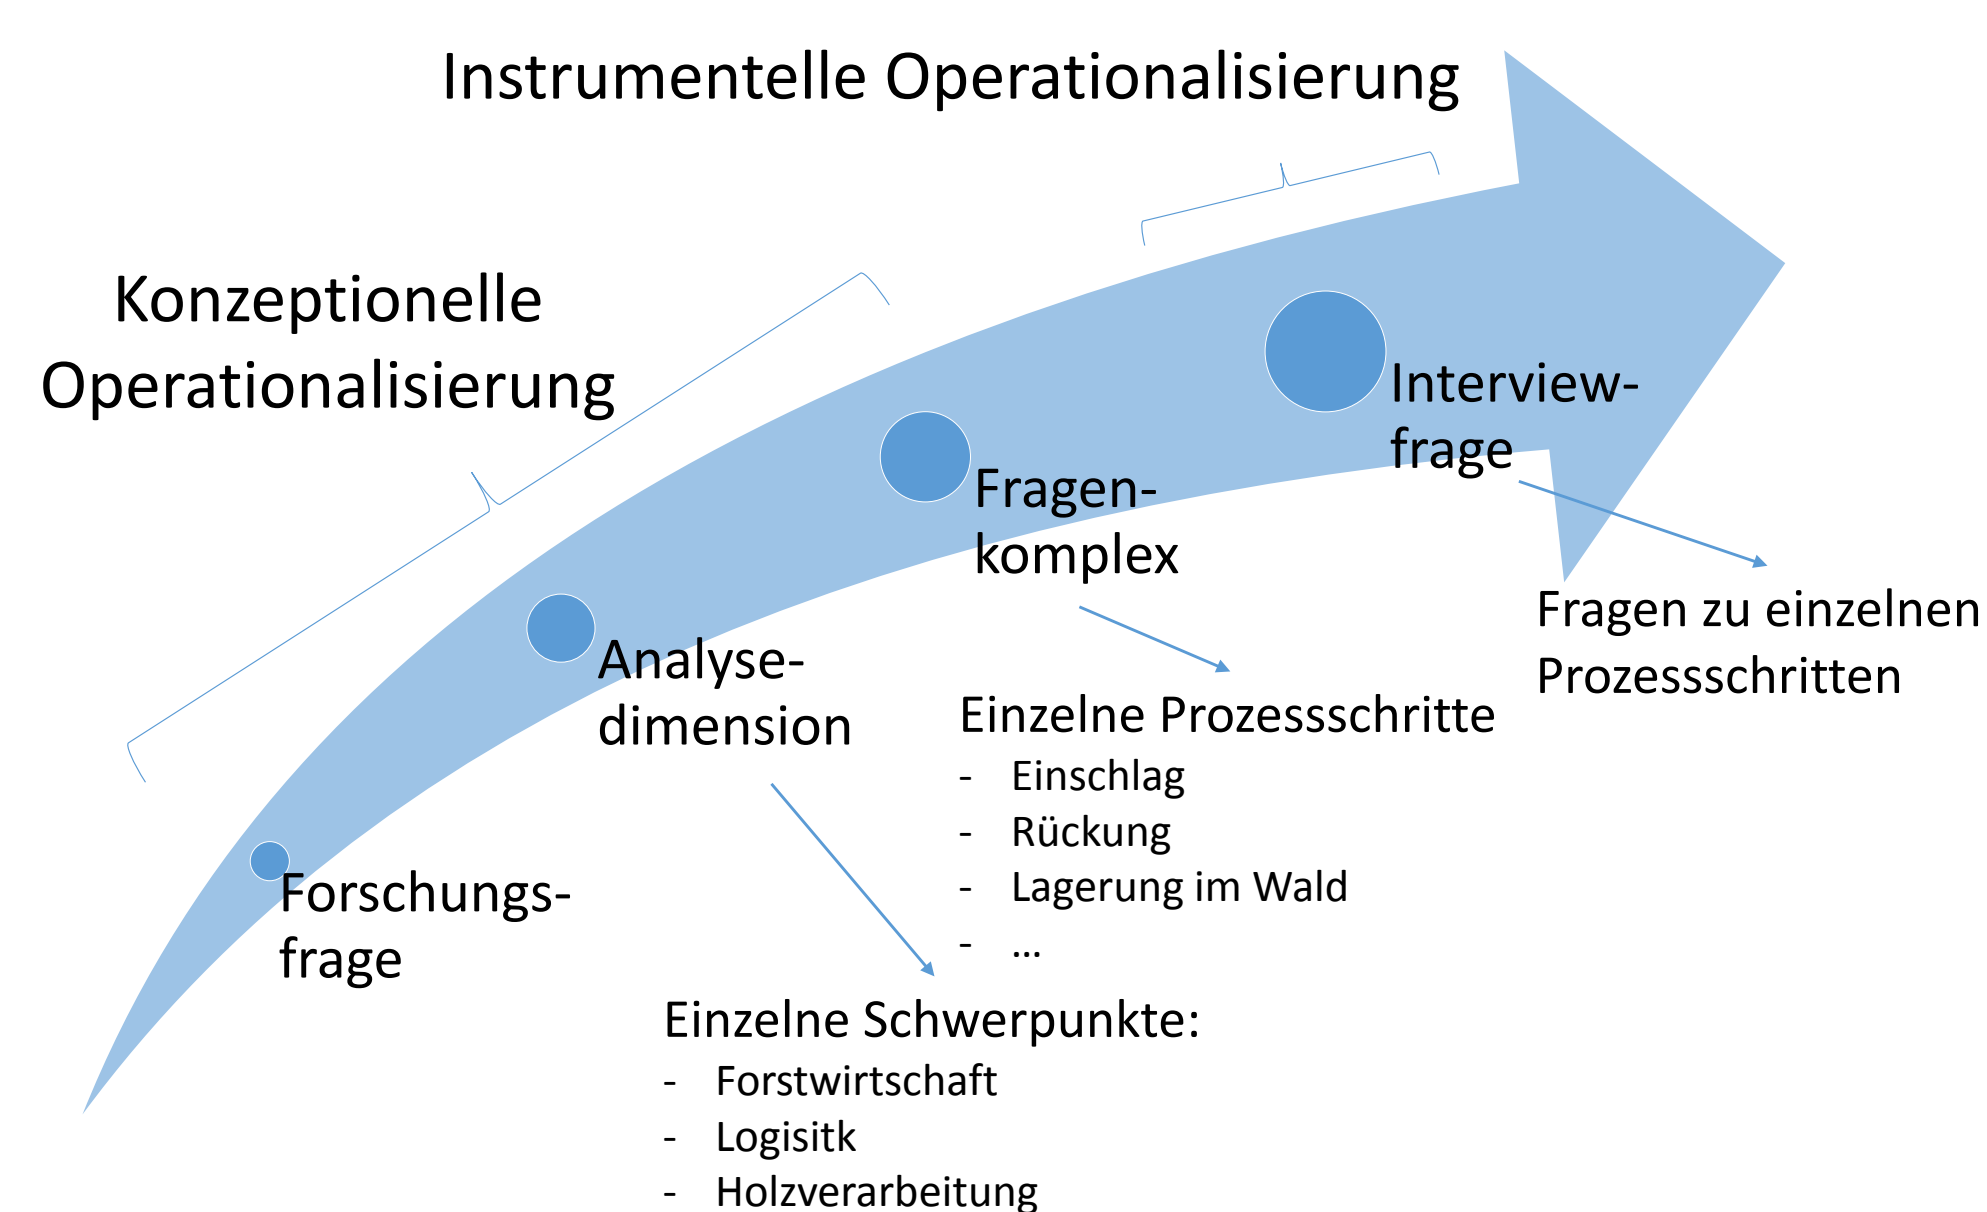 Instrumentelle Operationalisierung
Konzeptionelle
Operationalisierung
Interview-
frage
Fragen-
komplex
Fragen zu einzelnen
Prozessschritten
Analyse-
dimension
Einzelne Prozessschritte
- Einschlag
- Rückung
- Lagerung im Wald
- ...
Forschungs-
frage
Einzelne Schwerpunkte:
- Forstwirtschaft
- Logisitk
- Holzverarbeitung